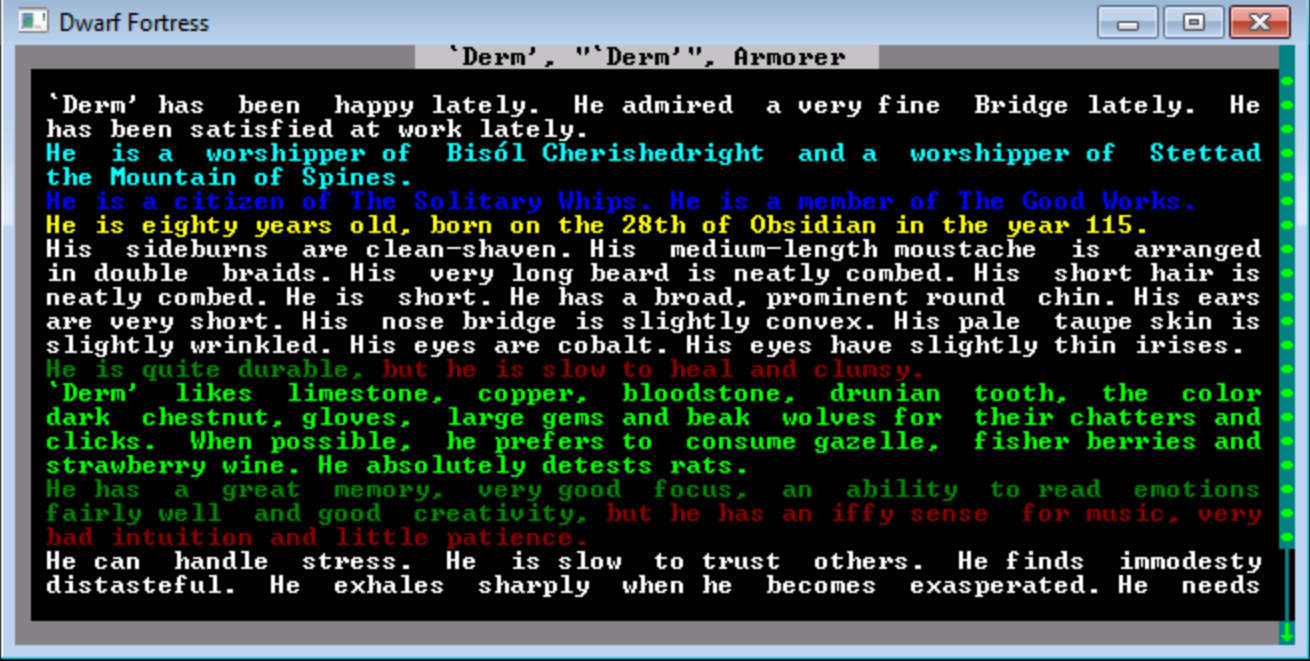 Dwarf Fortress
`Derm', "`Derm'", Armorer
`Derm' has been happy lately. He admired a very fine Bridge lately. He
has been satisfied at work lately.
He is a worshipper of Bisól Cherishedright and a worshipper of Stettad
the Mountain of Spines.
He is a citizen of The Solitary Whips. He is a member of The Good Works.
He is eighty years old, born on the 28th of Obsidian in the year 115.
His sideburns are clean-shaven. His medium-length moustache is arranged
in double braids. His very long beard is neatly combed. His short hair is
neatly combed. He is short. He has a broad, prominent round chin. His ears
are very short. His nose bridge is slightly convex. His pale taupe skin is
slightly wrinkled. His eyes are cobalt. His eyes have slightly thin irises.
He is quite durable, but he is slow to heal and clumsy.
`Derm' likes limestone, copper, bloodstone, drunian tooth, the color
dark chestnut, gloves, large gems and beak wolves for their chatters and
clicks. When possible, he prefers to consume gazelle, fisher berries and
strawberry wine. He absolutely detests rats.
He has a great memory, very good focus, an ability to read emotions
fairly well and good creativity, but he has an iffy sense for music, very
bad intuition and little patience.
He can handle stress. He is slow to trust others. He finds immodesty
distasteful. He exhales sharply when he becomes exasperated. He needs